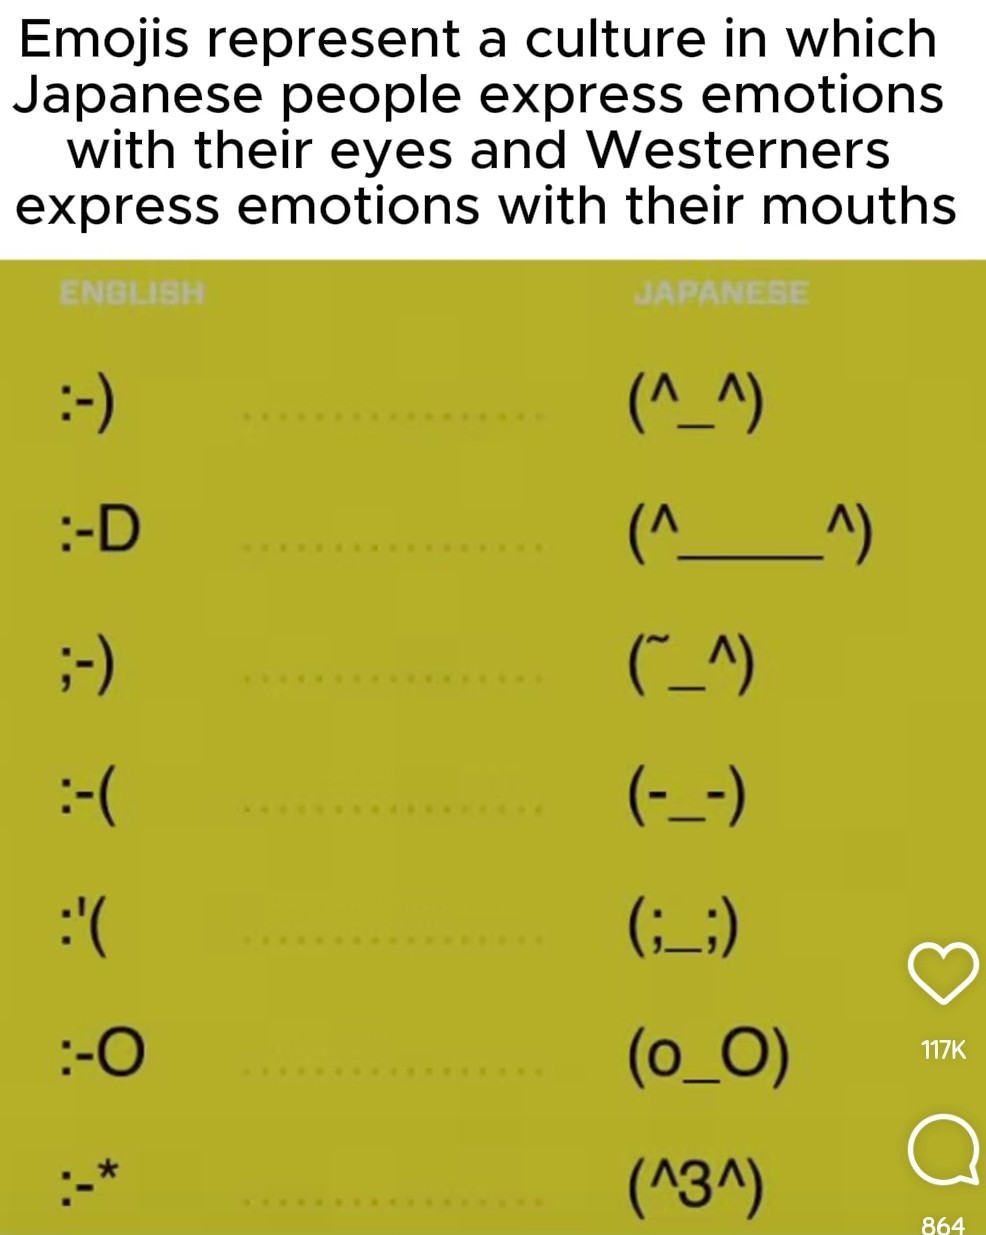 Emojis represent a culture in which
Japanese people express emotions
with their eyes and Westerners
express emotions with their mouths
ENGLISH JAPANESE
:-) ................. (^_^)
:-D ................. (^_____^)
;-) ................. (~_^)
:-( ................. (-_-)
:'( ................. (;_;)
:-O ................. (o_O)
:-* ................. (^3^)
117K
864